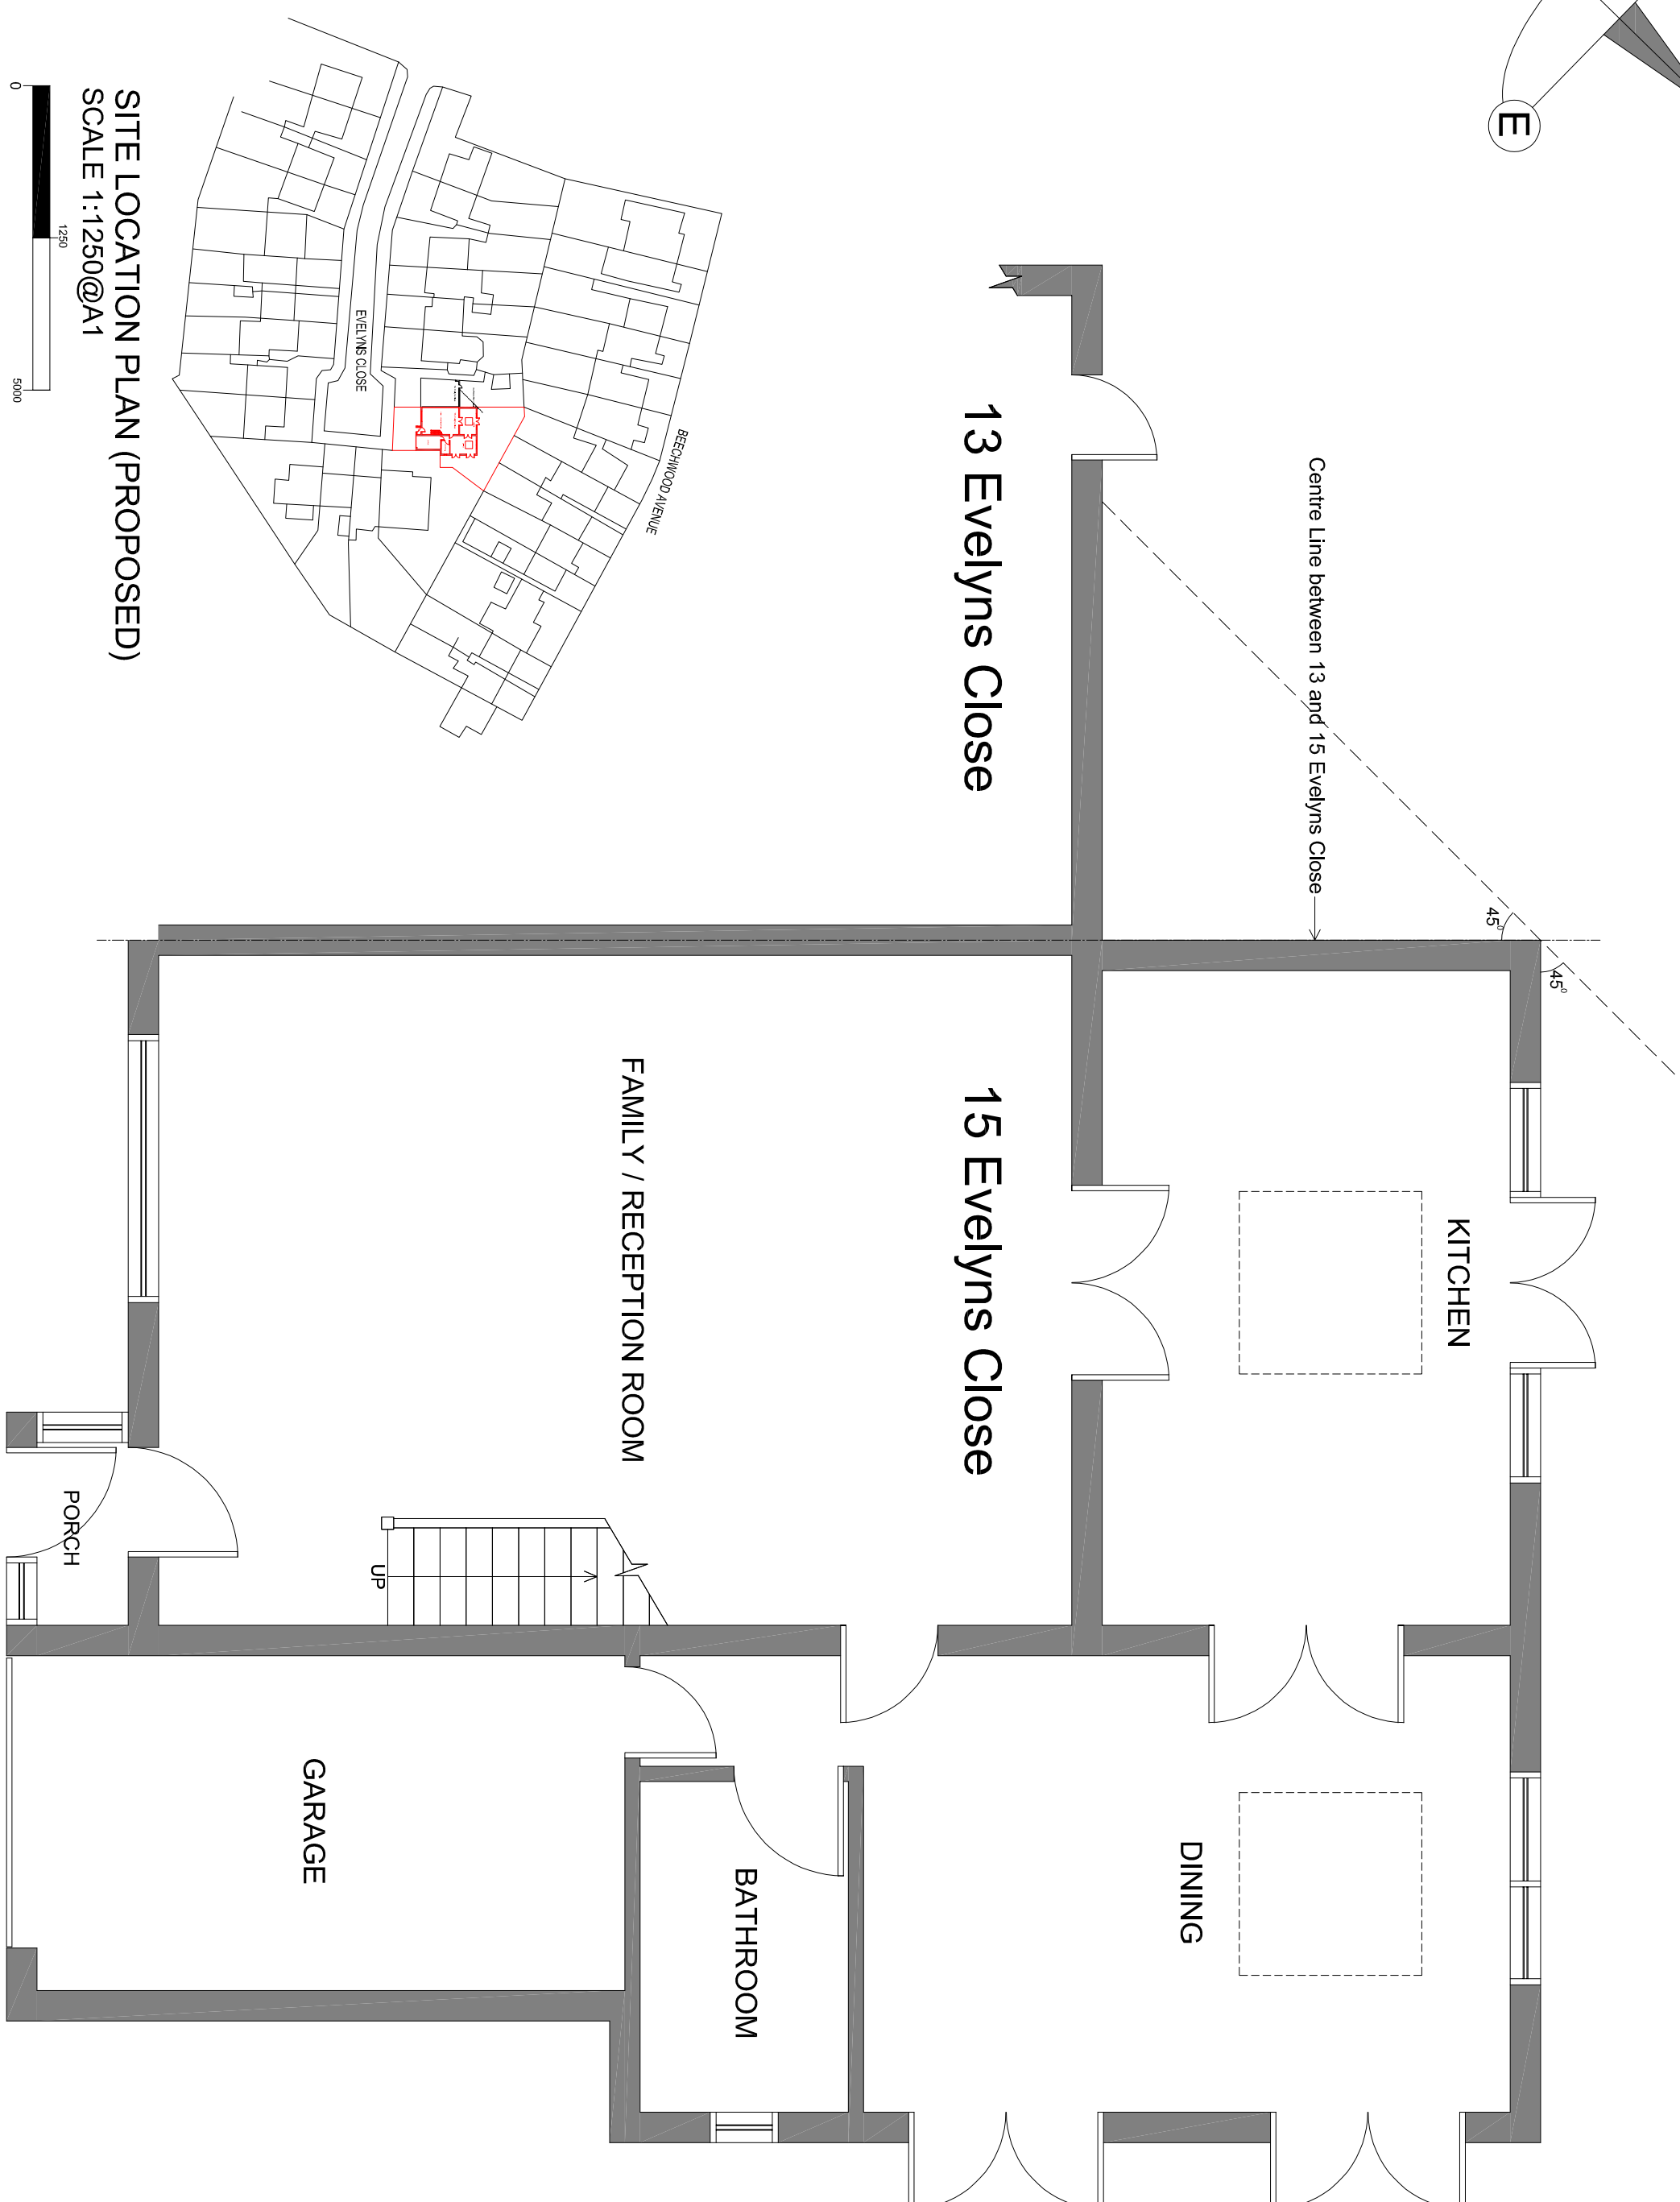 E
45⁰
45⁰
Centre Line between 13 and 15 Evelyns Close
KITCHEN
DINING
13 Evelyns Close
15 Evelyns Close
FAMILY / RECEPTION ROOM
BATHROOM
UP
GARAGE
PORCH
BEECHWOOD AVENUE
EVELYNS CLOSE
SITE LOCATION PLAN (PROPOSED)
SCALE 1:1250@A1
0
1250
5000